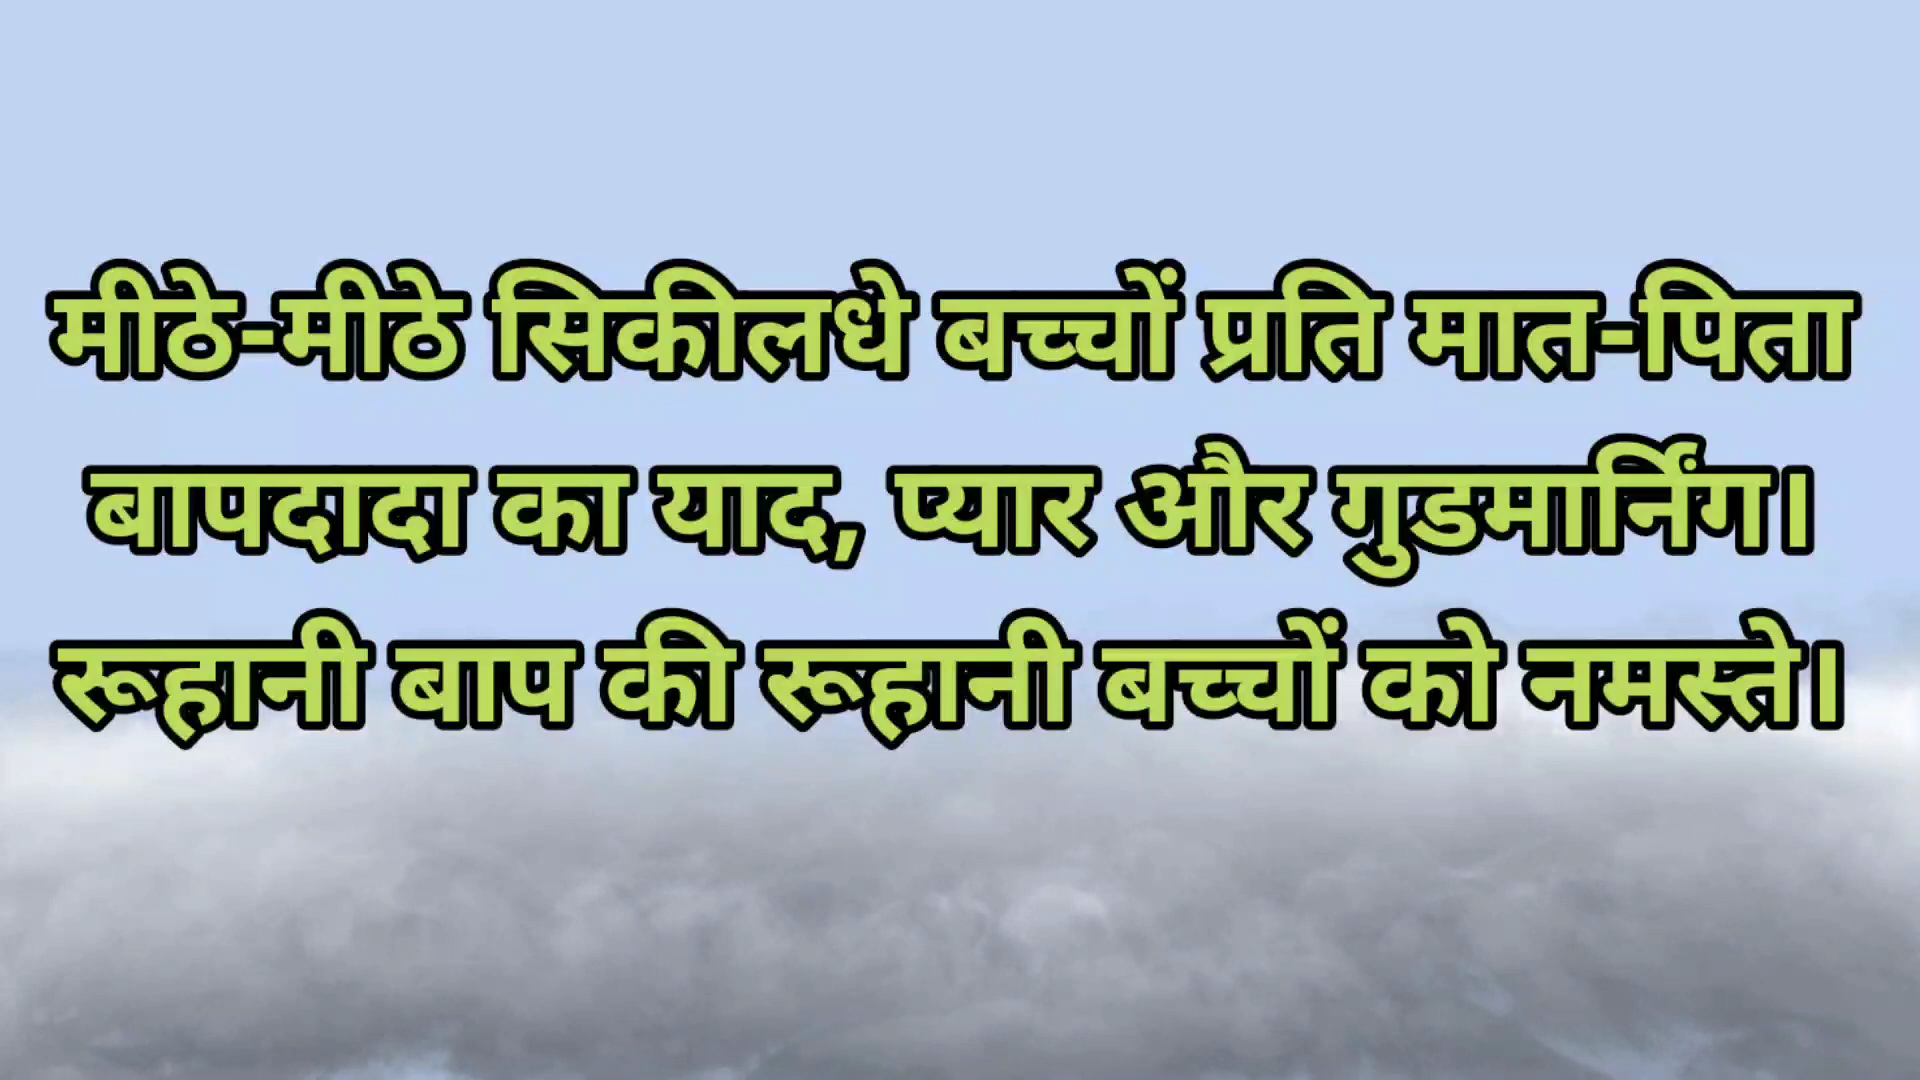 मीठे-मीठे सिकीलधे बच्चों प्रति मात-पिता
बापदादा का याद, प्यार और गुडमार्निंग।
रूहानी बाप की रूहानी बच्चों को नमस्ते।